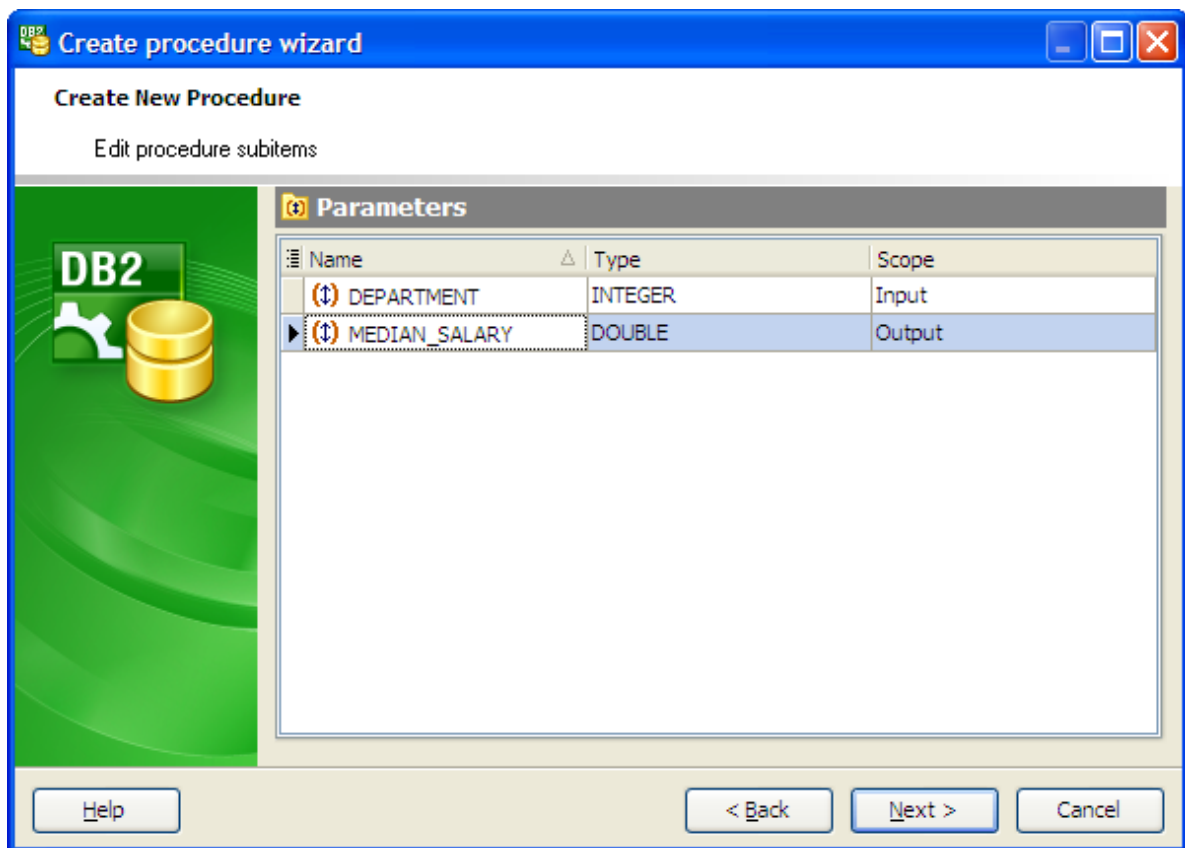 Create procedure wizard
Create New Procedure
Edit procedure subitems
DB2
Parameters
Name Type Scope
DEPARTMENT INTEGER Input
MEDIAN_SALARY DOUBLE Output
Help < Back Next > Cancel